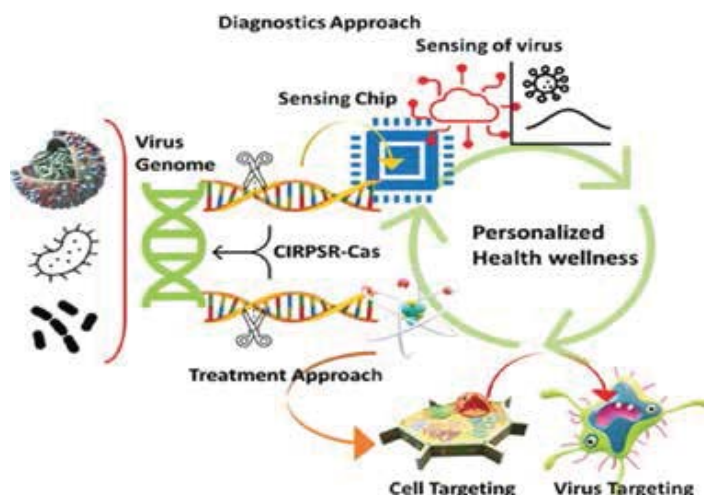 Diagnostics Approach
Sensing of virus
Sensing Chip
Virus
Genome
CIRPSR-Cas
Personalized
Health wellness
Treatment Approach
Cell Targeting
Virus Targeting